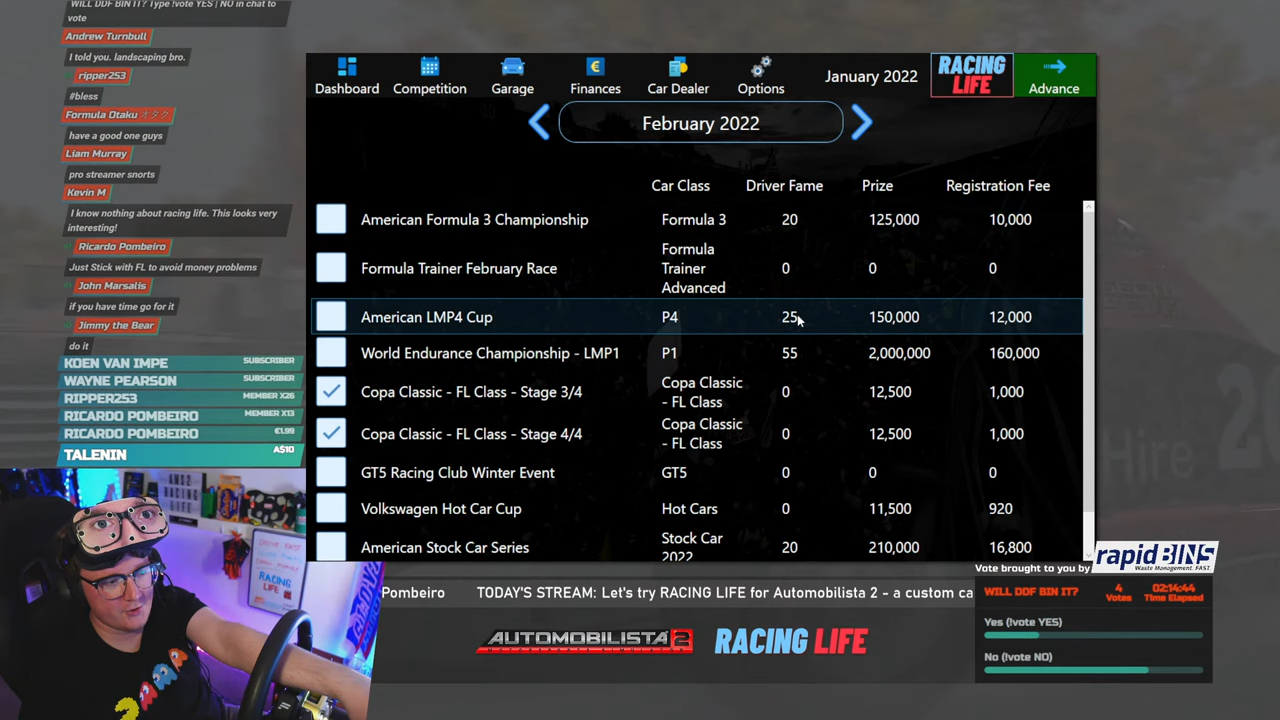 WILL DDF BIN IT? Type !vote YES | NO in chat to
vote
Andrew Turnbull
I told you. landscaping bro.
ripper253
#bless
Formula Otaku オタク
have a good one guys
Liam Murray
pro streamer snorts
Kevin M
I know nothing about racing life. This looks very
interesting!
Ricardo Pombeiro
Just Stick with FL to avoid money problems
John Marsalis
if you have time go for it
Jimmy the Bear
do it
KOEN VAN IMPE SUBSCRIBER
WAYNE PEARSON SUBSCRIBER
RIPPER253 MEMBER X26
RICARDO POMBEIRO MEMBER X13
RICARDO POMBEIRO €1.99
TALENIN A$10
Dashboard Competition Garage Finances Car Dealer Options January 2022 RACING LIFE Advance
February 2022
Car Class Driver Fame Prize Registration Fee
American Formula 3 Championship Formula 3 20 125,000 10,000
Formula Trainer February Race Formula Trainer Advanced 0 0 0
American LMP4 Cup P4 25 150,000 12,000
World Endurance Championship - LMP1 P1 55 2,000,000 160,000
Copa Classic - FL Class - Stage 3/4 Copa Classic - FL Class 0 12,500 1,000
Copa Classic - FL Class - Stage 4/4 Copa Classic - FL Class 0 12,500 1,000
GT5 Racing Club Winter Event GT5 0 0 0
Volkswagen Hot Car Cup Hot Cars 0 11,500 920
American Stock Car Series Stock Car 2022 20 210,000 16,800
Hire
rapidBINS
Waste Management. FAST.
Vote brought to you by
WILL DDF BIN IT? 4 Votes 02:14:44 Time Elapsed
Yes (!vote YES)
No (!vote NO)
Pombeiro TODAY'S STREAM: Let's try RACING LIFE for Automobilista 2 - a custom ca
AUTOMOBILISTA 2 RACING LIFE
RACING
LIFE